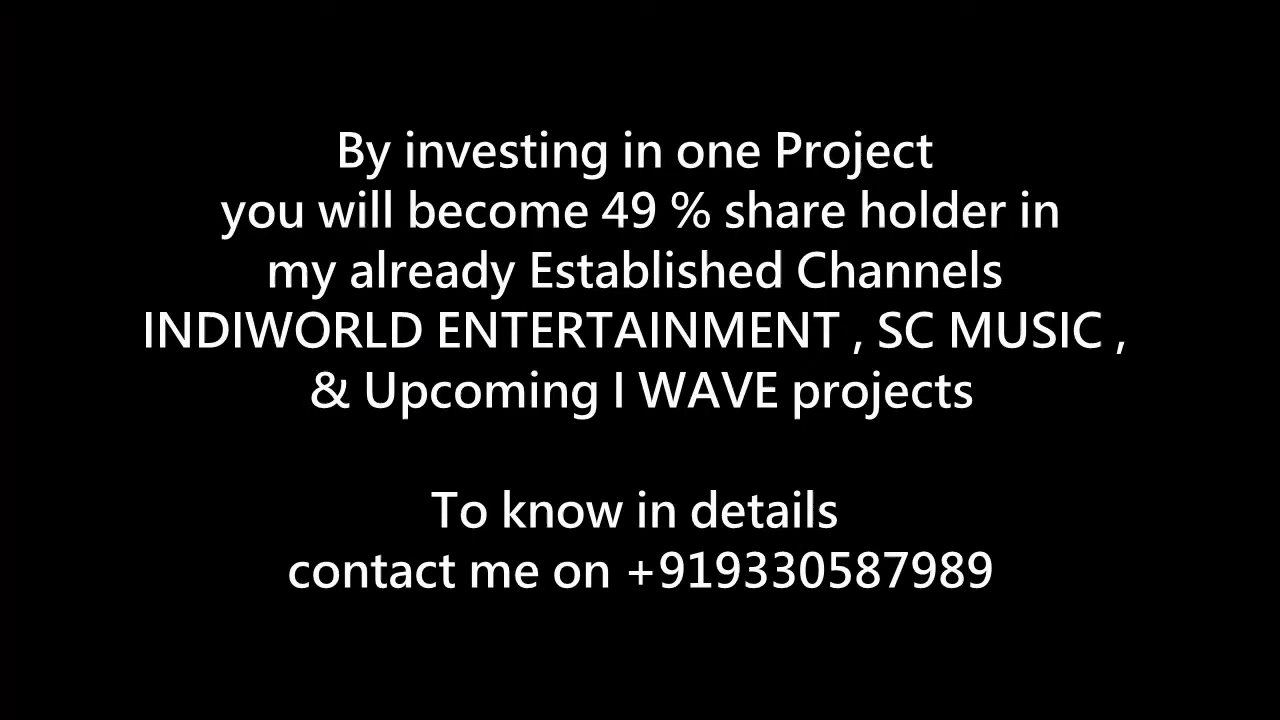 By investing in one Project
you will become 49 % share holder in
my already Established Channels
INDIWORLD ENTERTAINMENT , SC MUSIC ,
& Upcoming I WAVE projects
To know in details
contact me on +919330587989